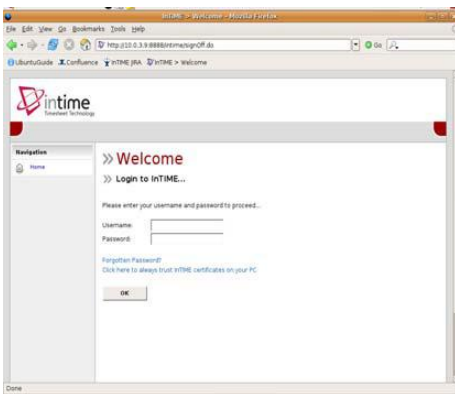 InTIME > Welcome - Mozilla Firefox
File Edit View Go Bookmarks Tools Help
http://10.0.3.9:8888/intime/signOff.do
Go
UbuntuGuide Confluence InTIME JIRA InTIME > Welcome
intime
Timesheet Technology
Navigation
Home
>> Welcome
>> Login to InTIME...
Please enter your username and password to proceed...
Username:
Password:
Forgotten Password?
Click here to always trust InTIME certificates on your PC
OK
Done